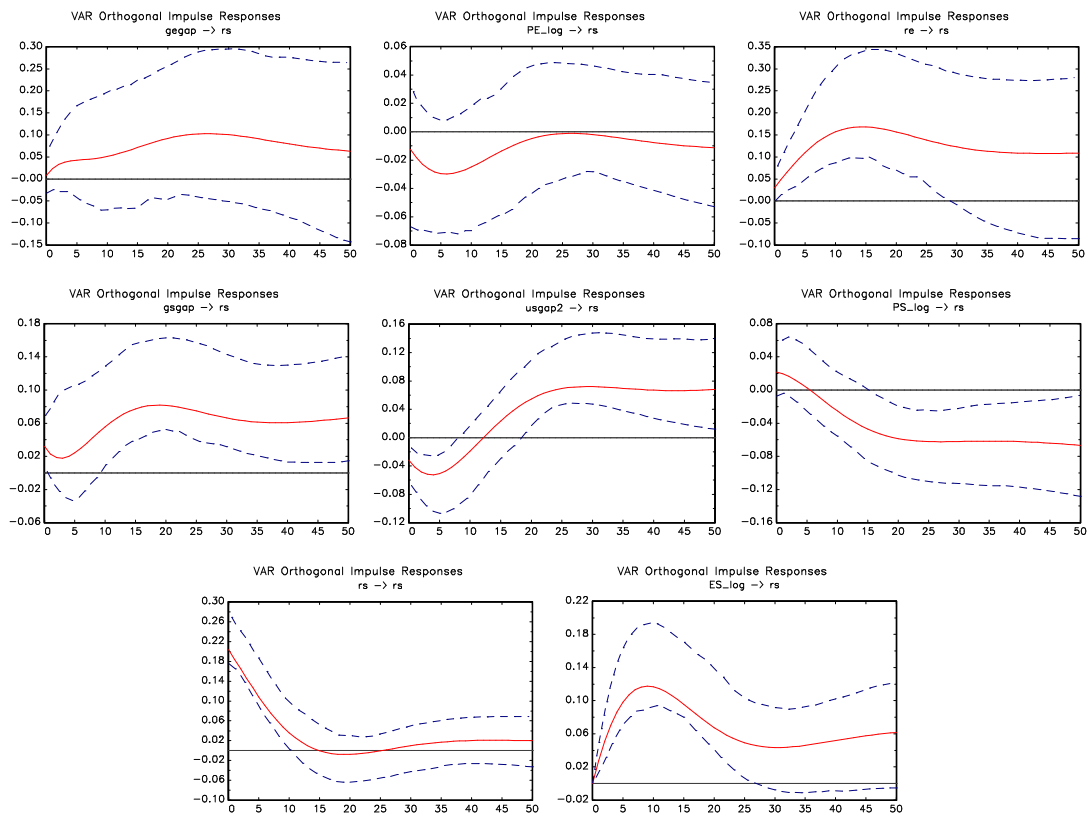 VAR Orthogonal Impulse Responses
gegap -> rs
0.30
0.25
0.20
0.15
0.10
0.05
-0.00
-0.05
-0.10
-0.15
0 5 10 15 20 25 30 35 40 45 50
VAR Orthogonal Impulse Responses
PE_log -> rs
0.06
0.04
0.02
0.00
-0.02
-0.04
-0.06
-0.08
0 5 10 15 20 25 30 35 40 45 50
VAR Orthogonal Impulse Responses
re -> rs
0.35
0.30
0.25
0.20
0.15
0.10
0.05
-0.00
-0.05
-0.10
0 5 10 15 20 25 30 35 40 45 50
VAR Orthogonal Impulse Responses
gsgap -> rs
0.18
0.14
0.10
0.06
0.02
-0.02
-0.06
0 5 10 15 20 25 30 35 40 45 50
VAR Orthogonal Impulse Responses
usgap2 -> rs
0.16
0.12
0.08
0.04
0.00
-0.04
-0.08
-0.12
0 5 10 15 20 25 30 35 40 45 50
VAR Orthogonal Impulse Responses
PS_log -> rs
0.08
0.04
0.00
-0.04
-0.08
-0.12
-0.16
0 5 10 15 20 25 30 35 40 45 50
VAR Orthogonal Impulse Responses
rs -> rs
0.30
0.26
0.22
0.18
0.14
0.10
0.06
0.02
-0.02
-0.06
-0.10
0 5 10 15 20 25 30 35 40 45 50
VAR Orthogonal Impulse Responses
ES_log -> rs
0.22
0.18
0.14
0.10
0.06
0.02
-0.02
0 5 10 15 20 25 30 35 40 45 50